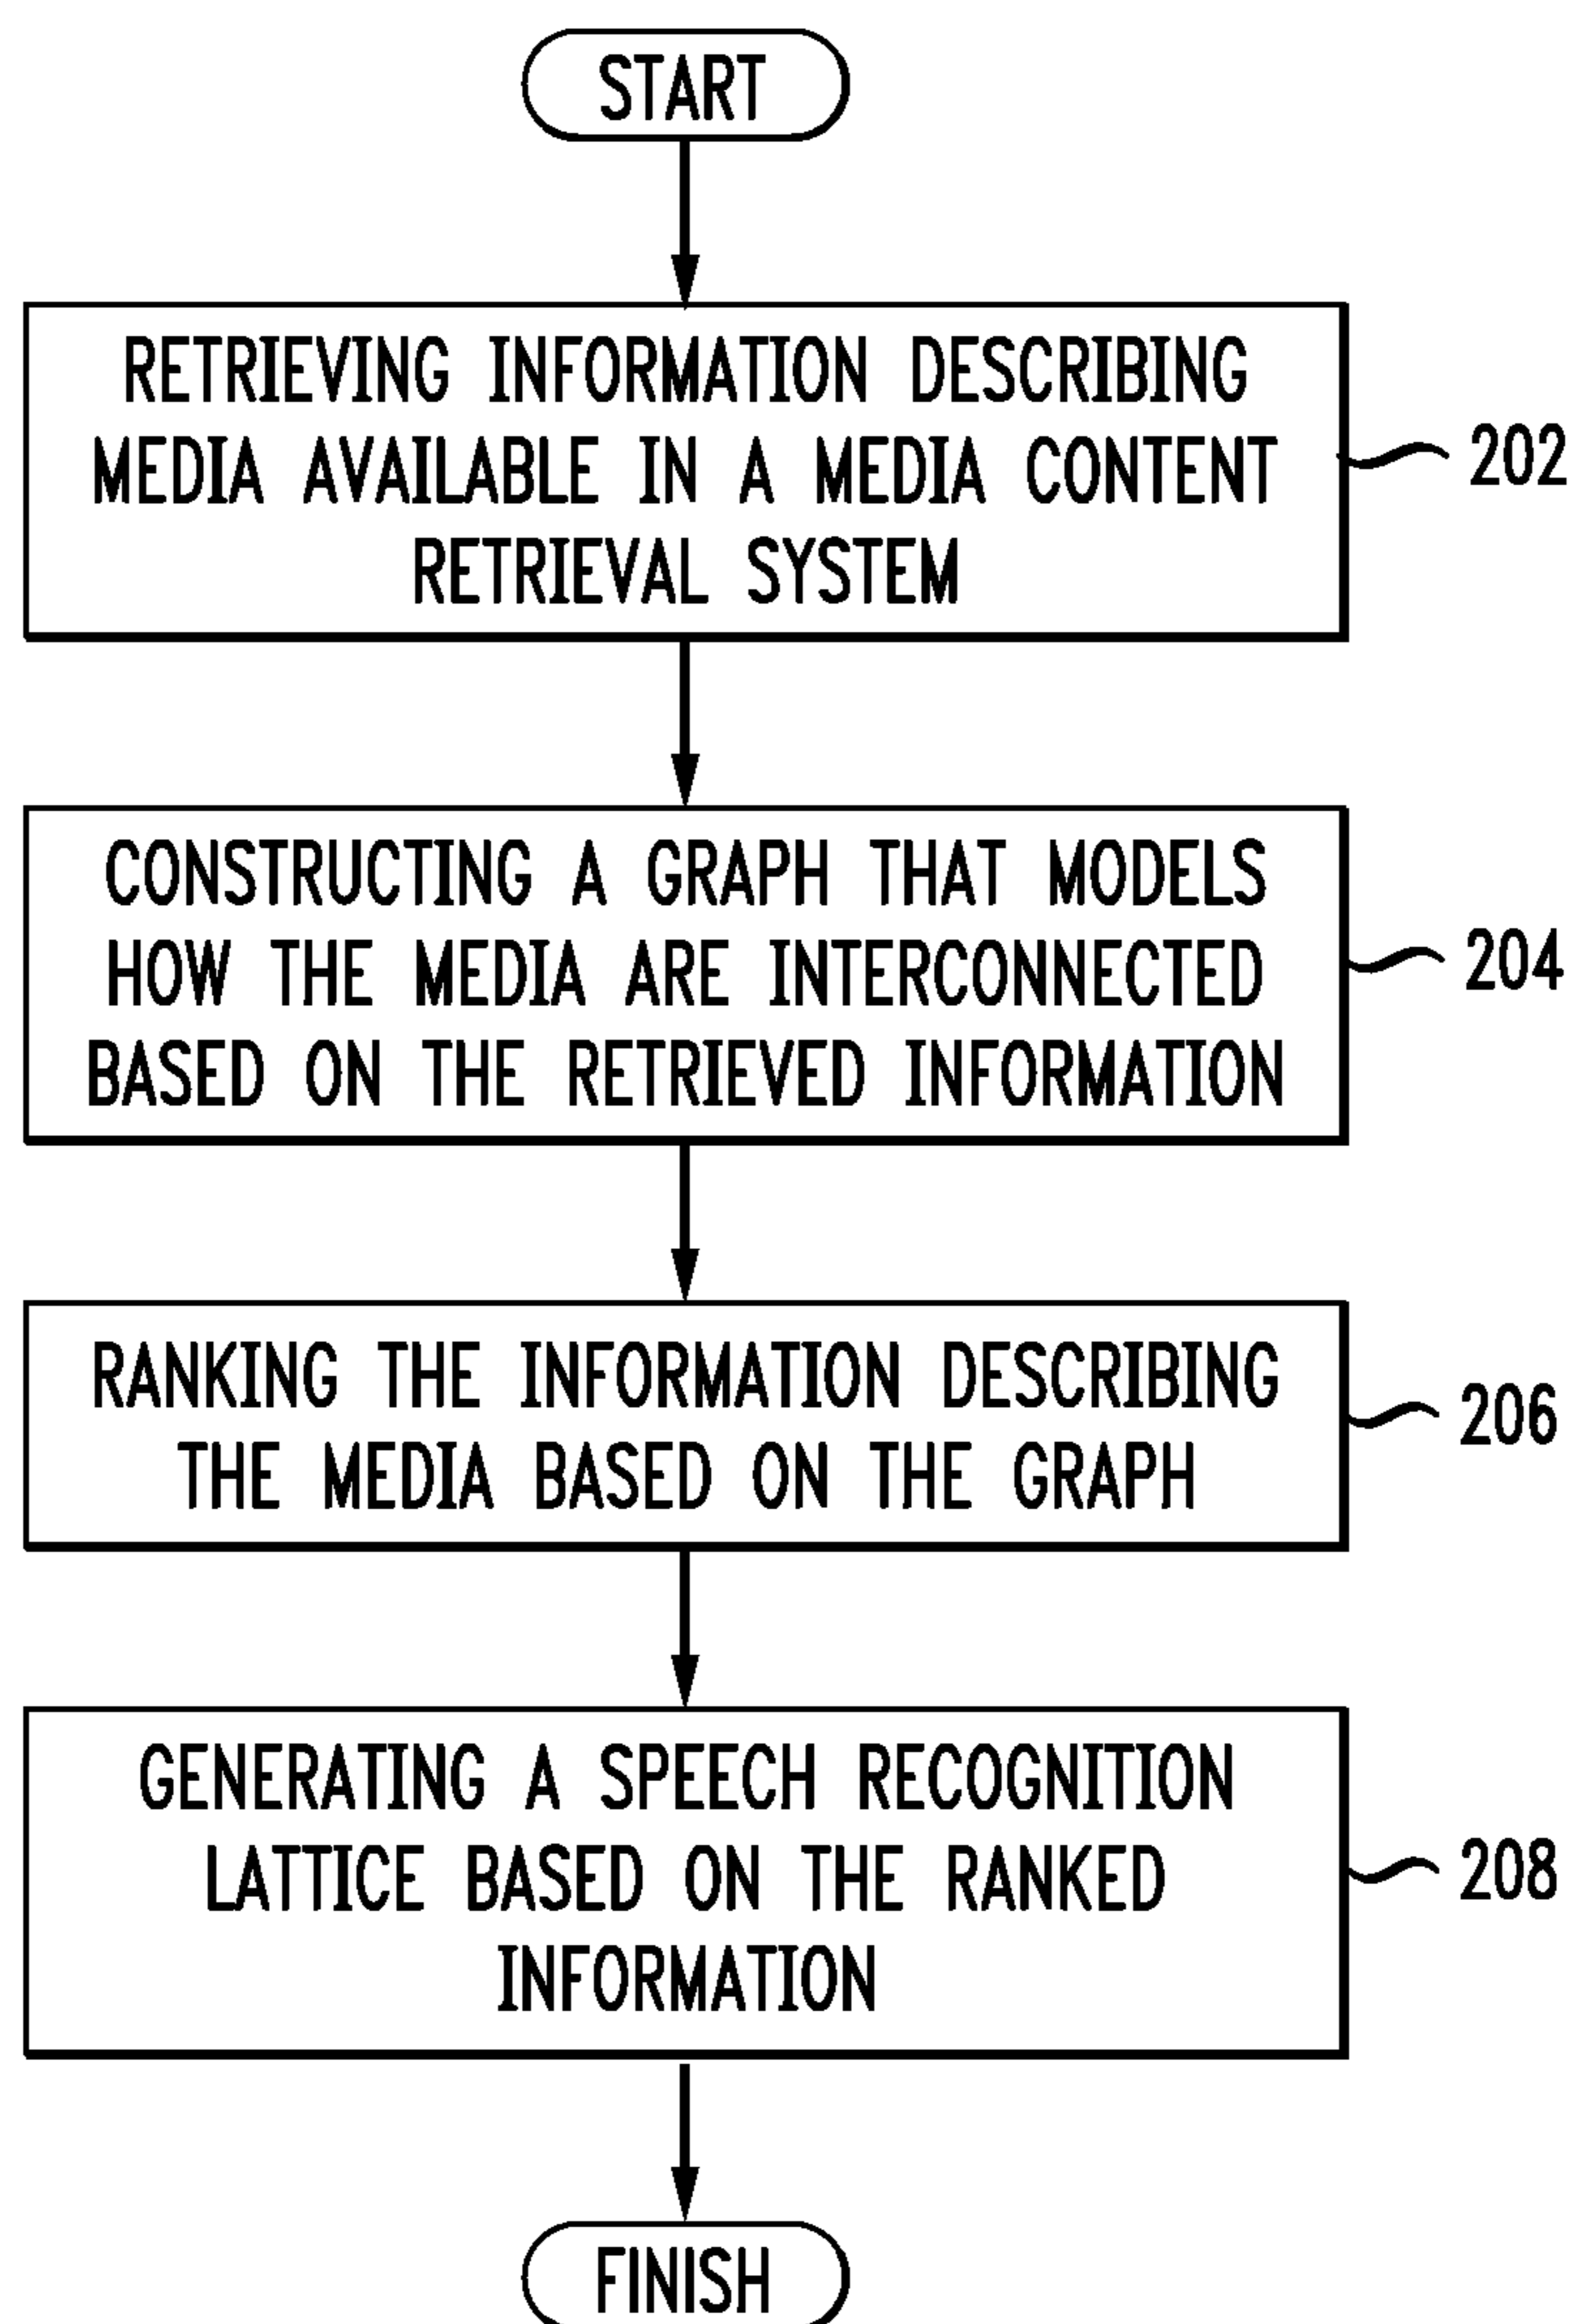 START
RETRIEVING INFORMATION DESCRIBING
MEDIA AVAILABLE IN A MEDIA CONTENT
RETRIEVAL SYSTEM
202
CONSTRUCTING A GRAPH THAT MODELS
HOW THE MEDIA ARE INTERCONNECTED
BASED ON THE RETRIEVED INFORMATION
204
RANKING THE INFORMATION DESCRIBING
THE MEDIA BASED ON THE GRAPH
206
GENERATING A SPEECH RECOGNITION
LATTICE BASED ON THE RANKED
INFORMATION
208
FINISH